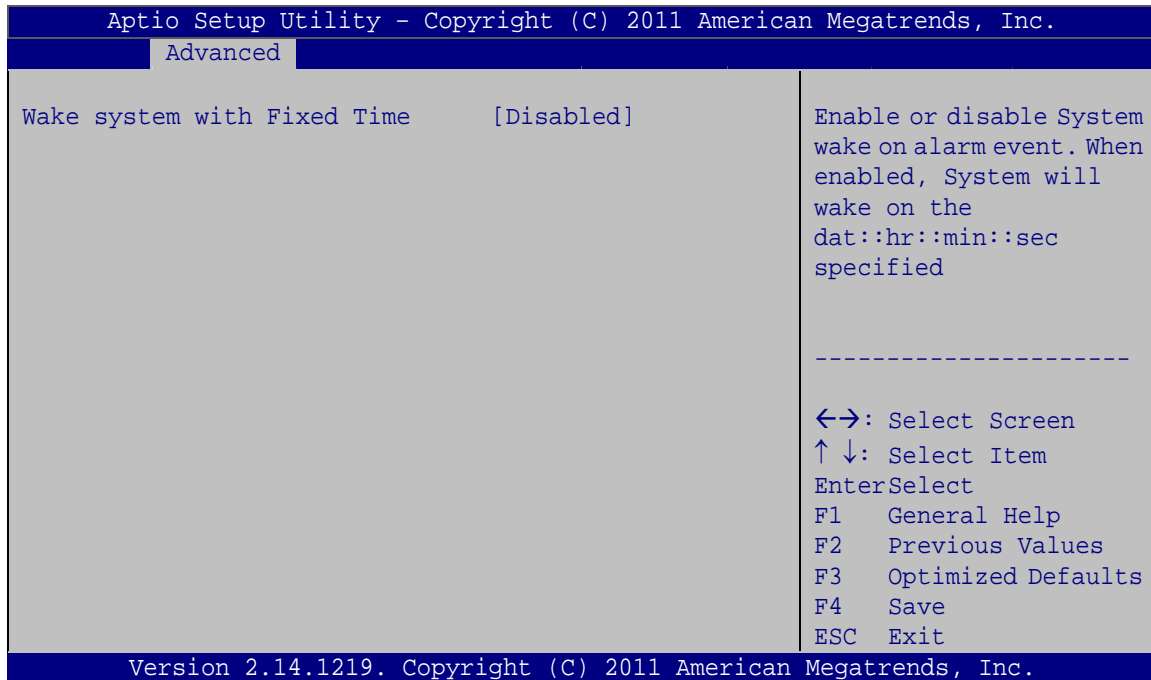 Aptio Setup Utility – Copyright (C) 2011 American Megatrends, Inc.
Advanced
Wake system with Fixed Time [Disabled]
Enable or disable System
wake on alarm event. When
enabled, System will
wake on the
dat::hr::min::sec
specified
----------------------
←→: Select Screen
↑ ↓: Select Item
EnterSelect
F1 General Help
F2 Previous Values
F3 Optimized Defaults
F4 Save
ESC Exit
Version 2.14.1219. Copyright (C) 2011 American Megatrends, Inc.